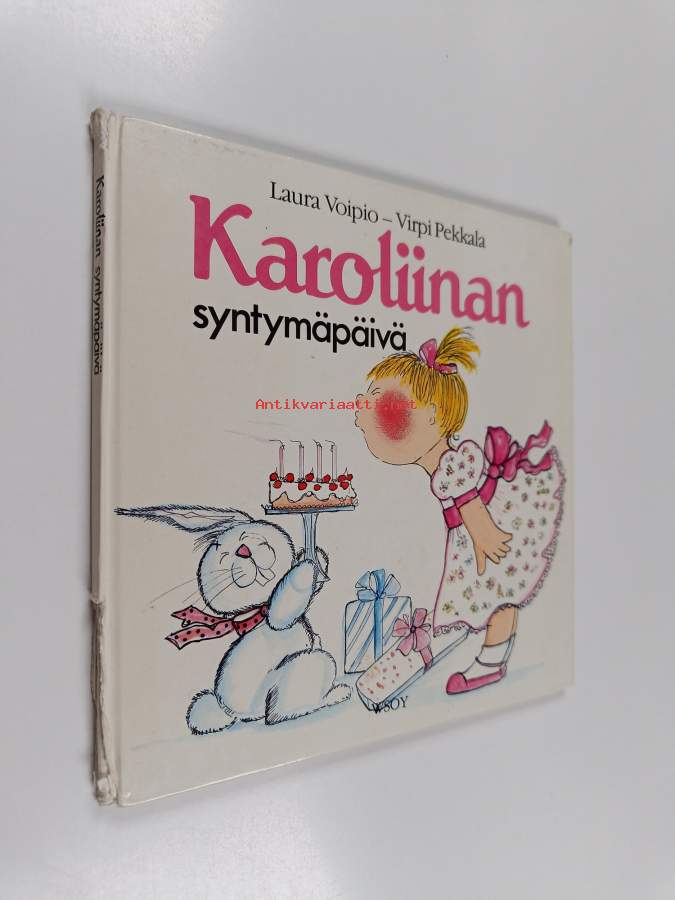 Karoliinan syntymäpäivä
Laura Voipio – Virpi Pekkala
Karoliinan
syntymäpäivä
Antikvariaatti.net
WSOY